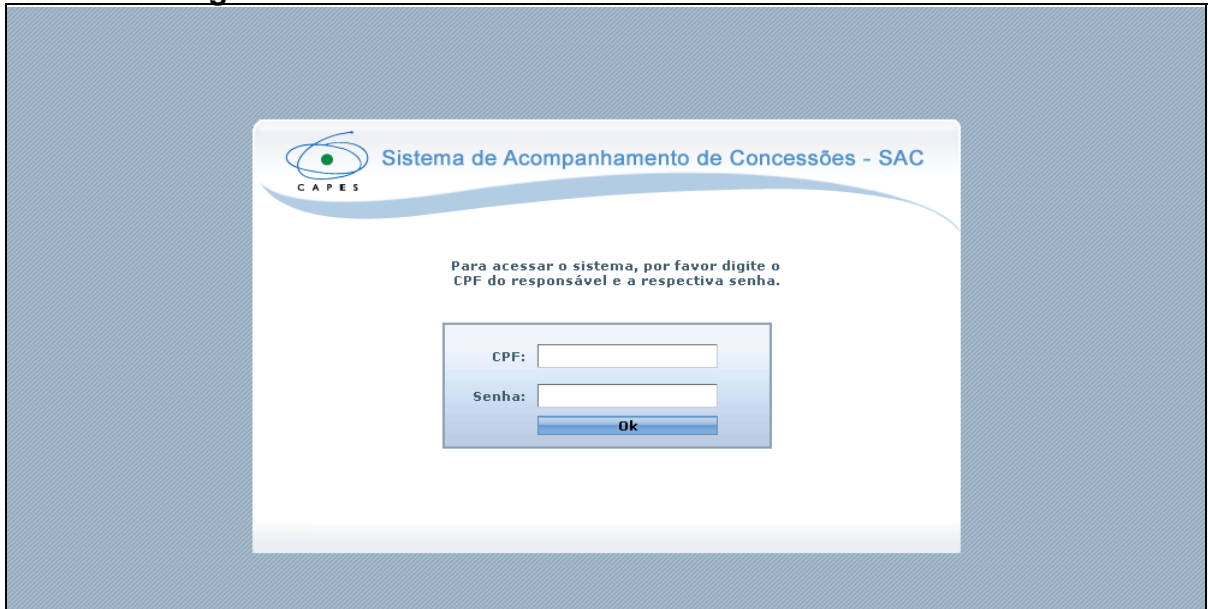 Sistema de Acompanhamento de Concessões - SAC
CAPES
Para acessar o sistema, por favor digite o
CPF do responsável e a respectiva senha.
CPF:
Senha:
Ok